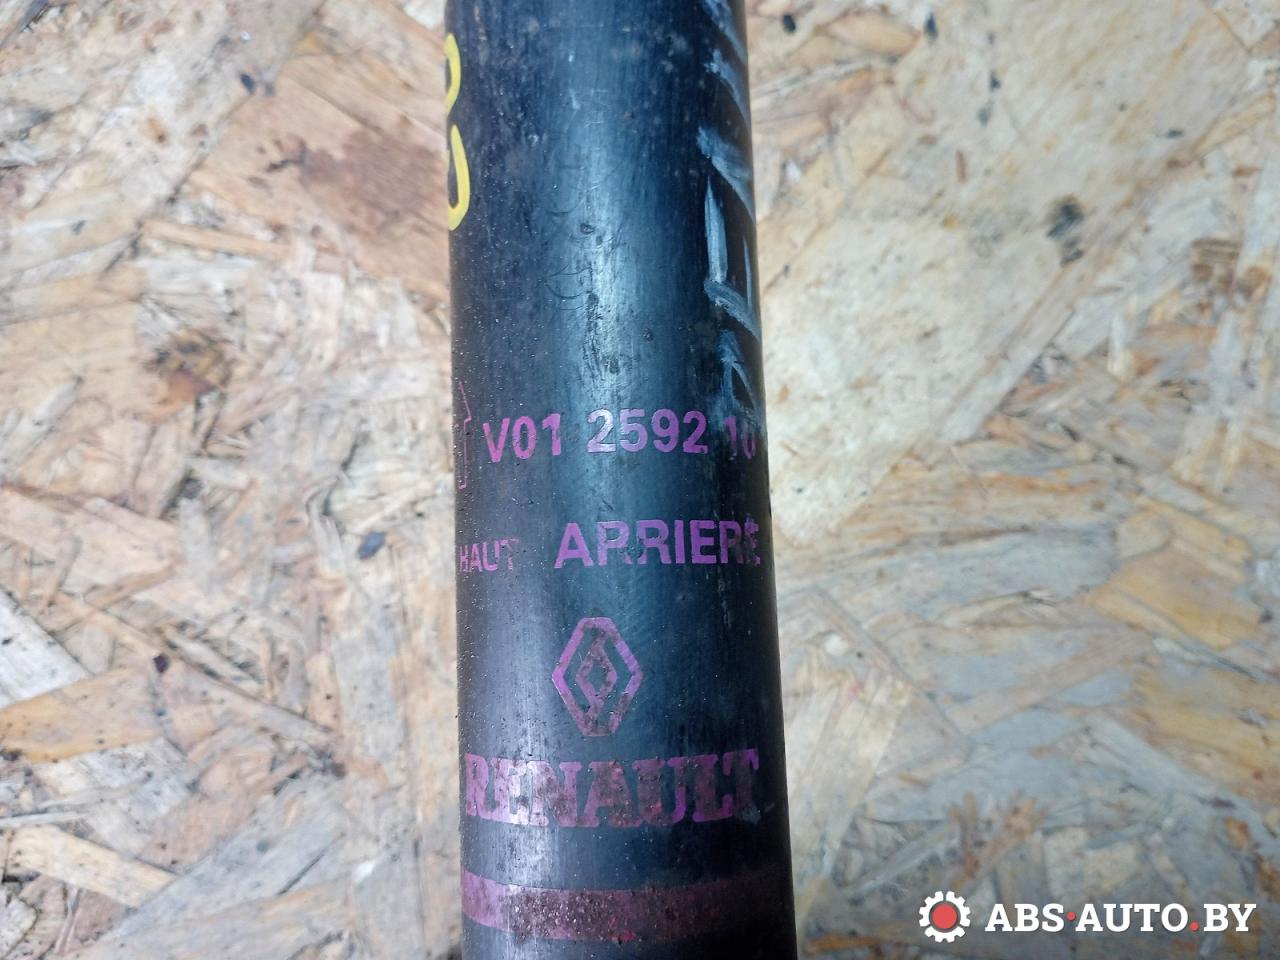 V01 2592 10
HAUT ARRIERE
RENAULT
ABS-AUTO.BY